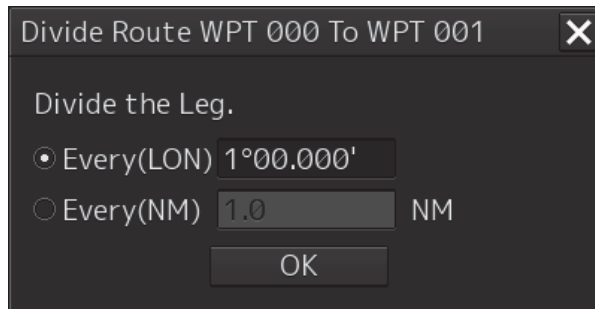 Divide Route WPT 000 To WPT 001
Divide the Leg.
Every(LON) 1°00.000'
Every(NM) 1.0 NM
OK